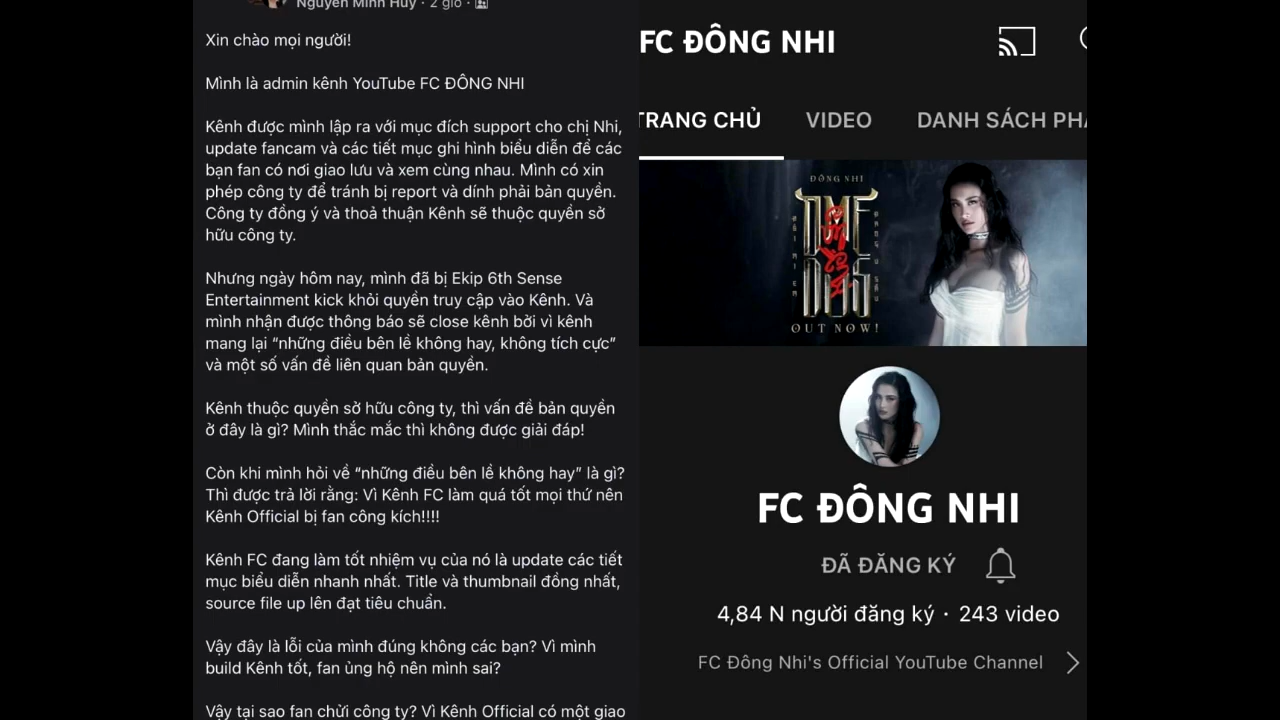 Nguyễn Minh Huy · 2 giờ ·
Xin chào mọi người!
Mình là admin kênh YouTube FC ĐÔNG NHI
Kênh được mình lập ra với mục đích support cho chị Nhi,
update fancam và các tiết mục ghi hình biểu diễn để các
bạn fan có nơi giao lưu và xem cùng nhau. Mình có xin
phép công ty để tránh bị report và dính phải bản quyền.
Công ty đồng ý và thoả thuận Kênh sẽ thuộc quyền sở
hữu công ty.
Nhưng ngày hôm nay, mình đã bị Ekip 6th Sense
Entertainment kick khỏi quyền truy cập vào Kênh. Và
mình nhận được thông báo sẽ close kênh bởi vì kênh
mang lại “những điều bên lề không hay, không tích cực”
và một số vấn đề liên quan bản quyền.
Kênh thuộc quyền sở hữu công ty, thì vấn đề bản quyền
ở đây là gì? Mình thắc mắc thì không được giải đáp!
Còn khi mình hỏi về “những điều bên lề không hay” là gì?
Thì được trả lời rằng: Vì Kênh FC làm quá tốt mọi thứ nên
Kênh Official bị fan công kích!!!!
Kênh FC đang làm tốt nhiệm vụ của nó là update các tiết
mục biểu diễn nhanh nhất. Title và thumbnail đồng nhất,
source file up lên đạt tiêu chuẩn.
Vậy đây là lỗi của mình đúng không các bạn? Vì mình
build Kênh tốt, fan ủng hộ nên mình sai?
Vậy tại sao fan chửi công ty? Vì Kênh Official có một giao
FC ĐÔNG NHI
TRANG CHỦ VIDEO DANH SÁCH PHÁ
ĐÔNG NHI
OUT NOW!
FC ĐÔNG NHI
ĐÃ ĐĂNG KÝ
4,84 N người đăng ký · 243 video
FC Đông Nhi's Official YouTube Channel